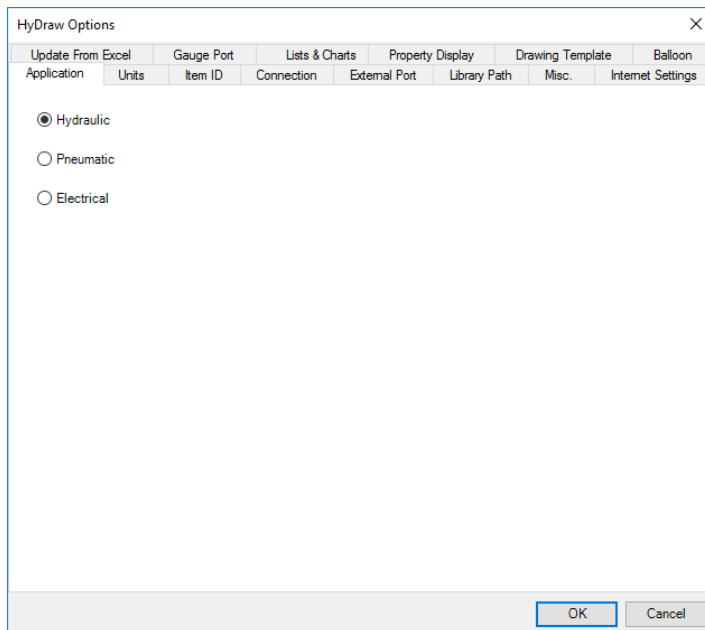 HyDraw Options
Update From Excel Gauge Port Lists & Charts Property Display Drawing Template Balloon
Application Units Item ID Connection External Port Library Path Misc. Internet Settings
Hydraulic
Pneumatic
Electrical
OK Cancel